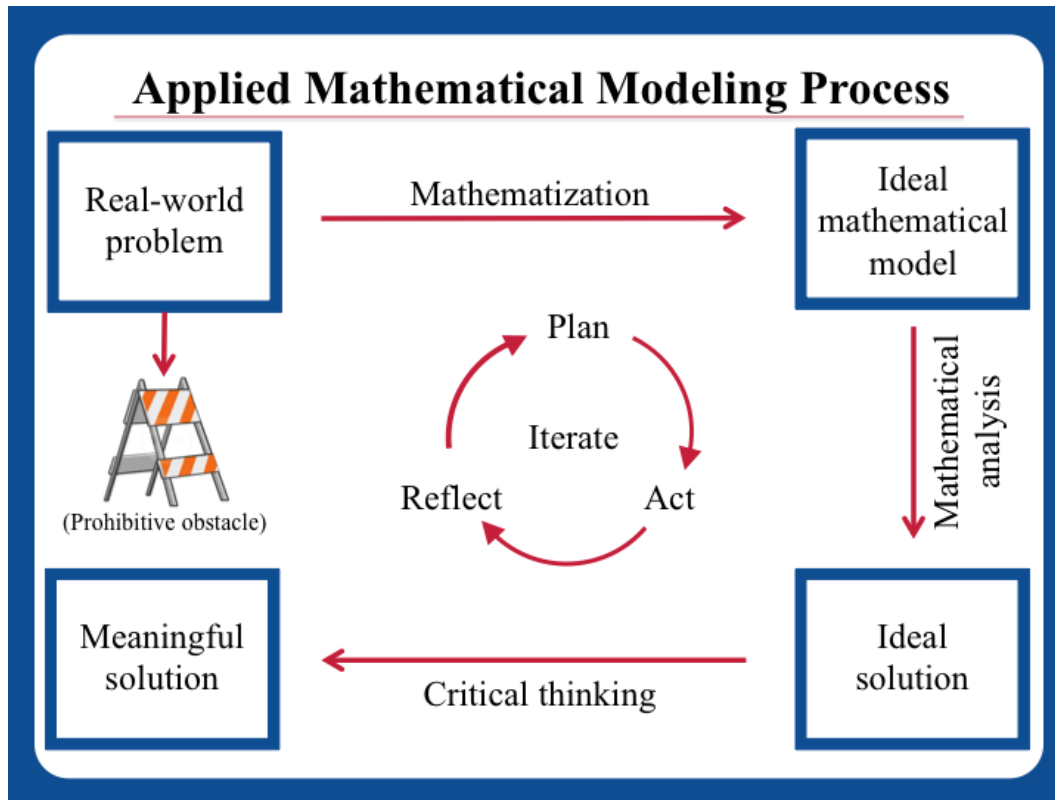 Applied Mathematical Modeling Process
Real-world
problem
Mathematization
Ideal
mathematical
model
Plan
Iterate
Reflect
Act
Mathematical
analysis
(Prohibitive obstacle)
Meaningful
solution
Critical thinking
Ideal
solution